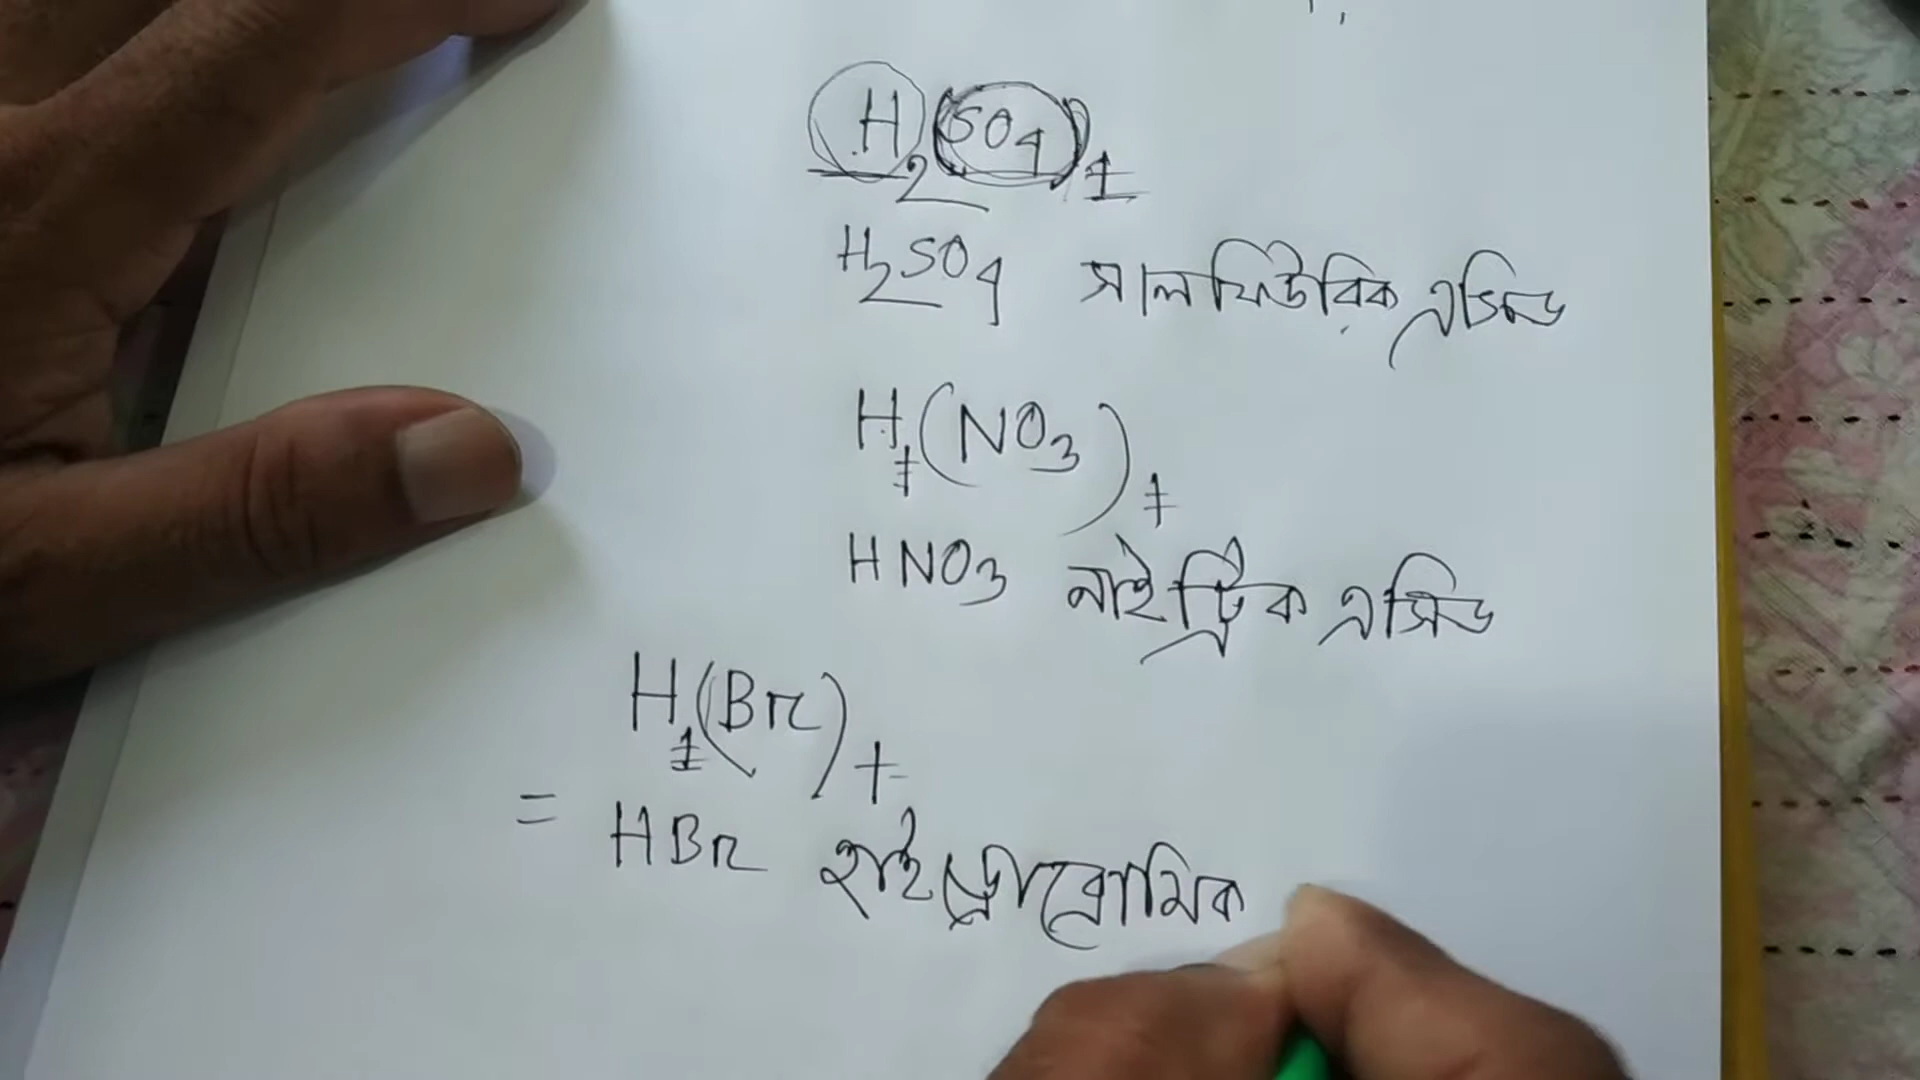 H2(SO4)1
H2SO4 সালফিউরিক এসিড
H1(NO3)1
HNO3 নাইট্রিক এসিড
H1(Br)1
= HBr হাইড্রোব্রোমিক